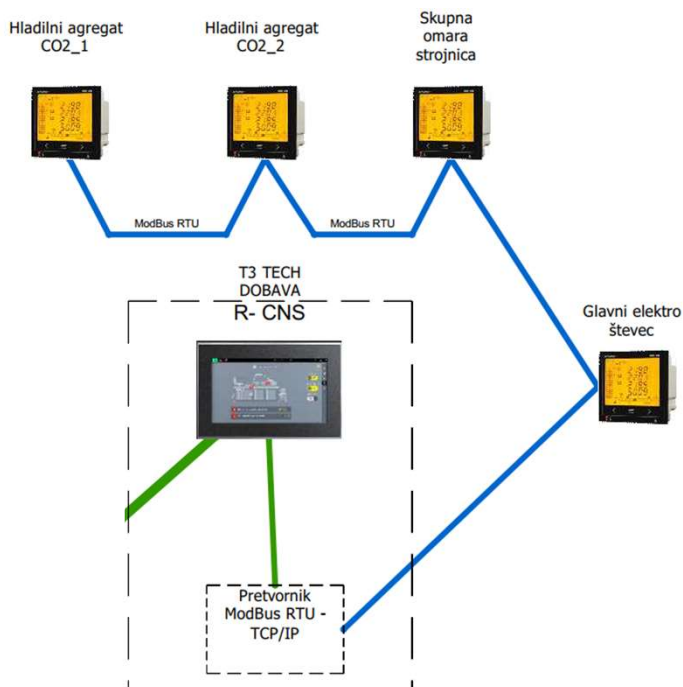 Hladilni agregat
CO2_1
Hladilni agregat
CO2_2
Skupna
omara
strojnica
ModBus RTU
ModBus RTU
T3 TECH
DOBAVA
R- CNS
Glavni elektro
števec
Pretvornik
ModBus RTU -
TCP/IP